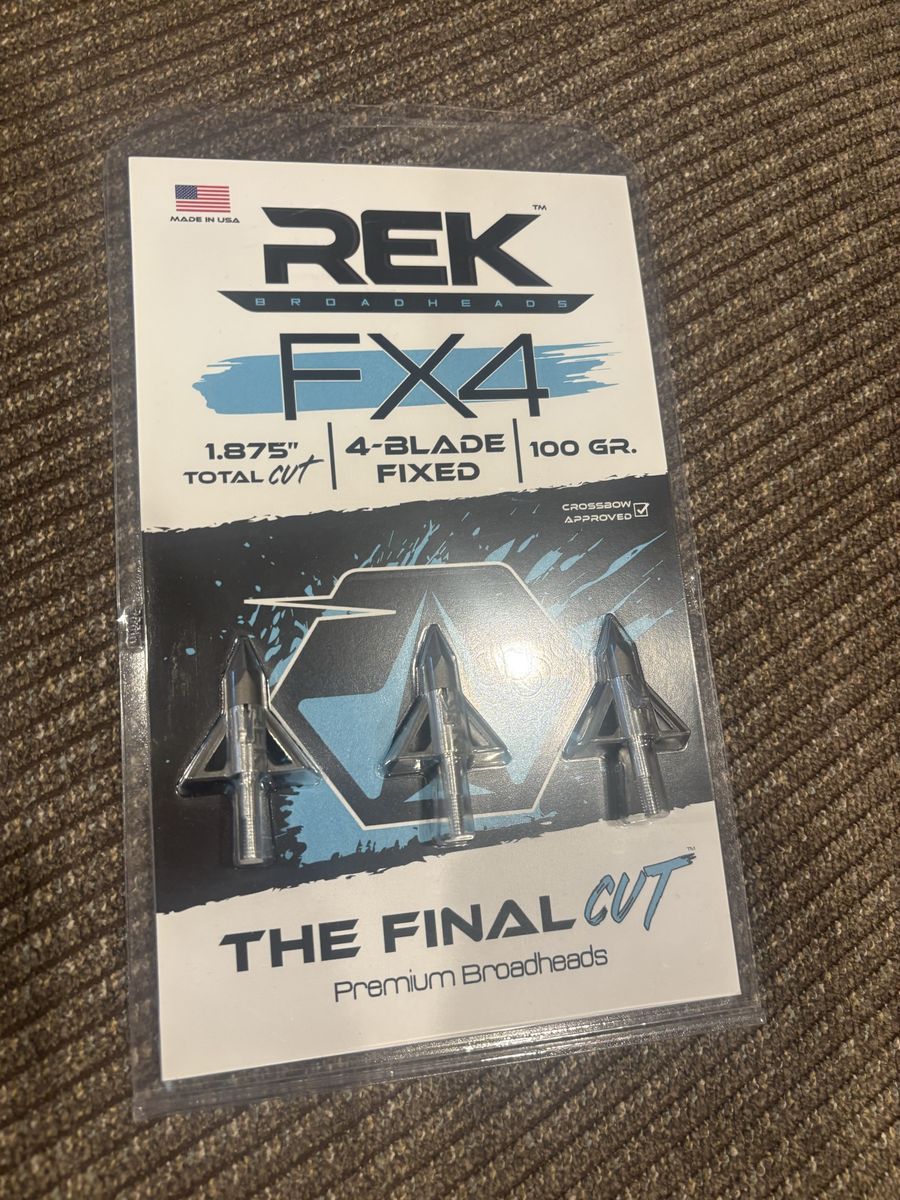 MADE IN USA
REK™
BROADHEADS
FX4
1.875"
TOTAL CUT
4-BLADE
FIXED
100 GR.
CROSSBOW
APPROVED
THE FINAL CUT™
Premium Broadheads